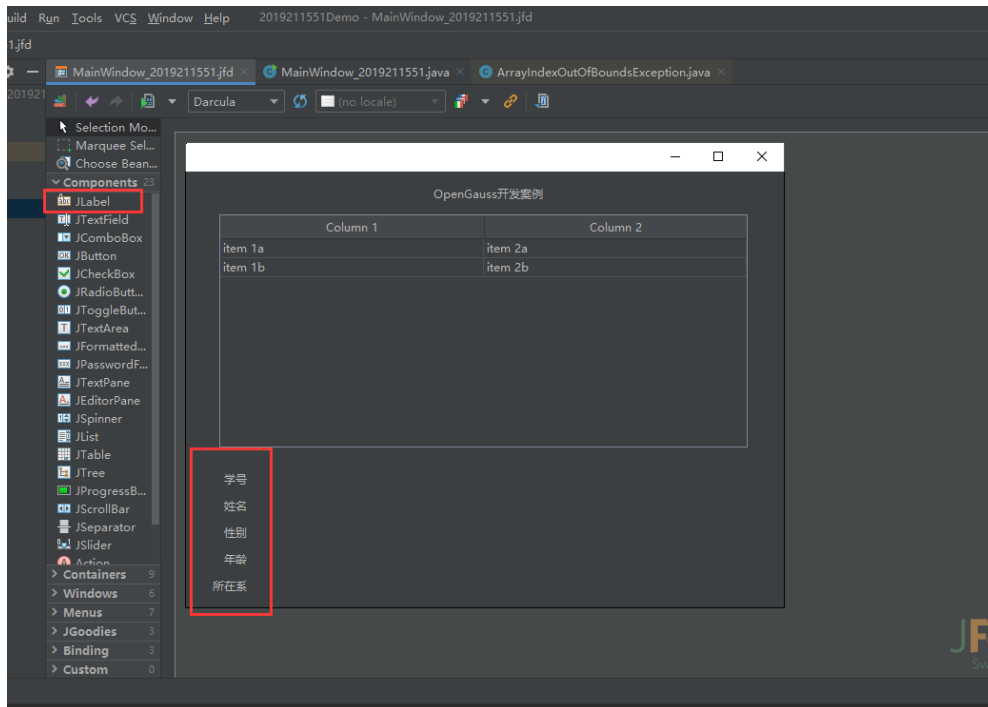 uild Run Tools VCS Window Help 2019211551Demo - MainWindow_2019211551.jfd
1.jfd
MainWindow_2019211551.jfd × MainWindow_2019211551.java × ArrayIndexOutOfBoundsException.java ×
201921
Darcula (no locale)
Selection Mo...
Marquee Sel...
Choose Bean...
Components 23
JLabel
JTextField
JComboBox
JButton
JCheckBox
JRadioButt...
JToggleBut...
JTextArea
JFormatted...
JPasswordF...
JTextPane
JEditorPane
JSpinner
JList
JTable
JTree
JProgressB...
JScrollBar
JSeparator
JSlider
Action
Containers 9
Windows 6
Menus 7
JGoodies 3
Binding 3
Custom 0
OpenGauss开发案例
Column 1 Column 2
item 1a item 2a
item 1b item 2b
学号
姓名
性别
年龄
所在系
JF
Sw